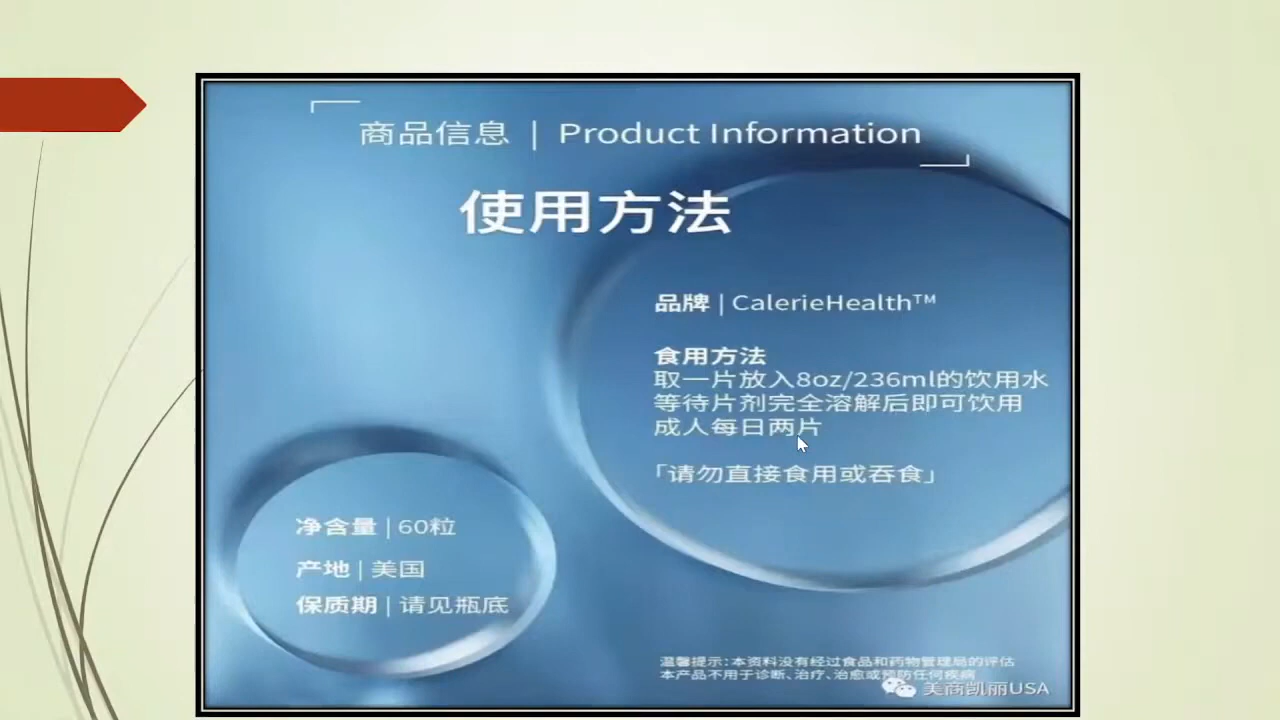 商品信息 | Product Information
使用方法
品牌 | CalerieHealth™
食用方法
取一片放入8oz/236ml的饮用水
等待片剂完全溶解后即可饮用
成人每日两片
「请勿直接食用或吞食」
净含量 | 60粒
产地 | 美国
保质期 | 请见瓶底
温馨提示:本资料没有经过食品和药物管理局的评估
本产品不用于诊断、治疗、治愈或预防任何疾病
美商凯丽USA